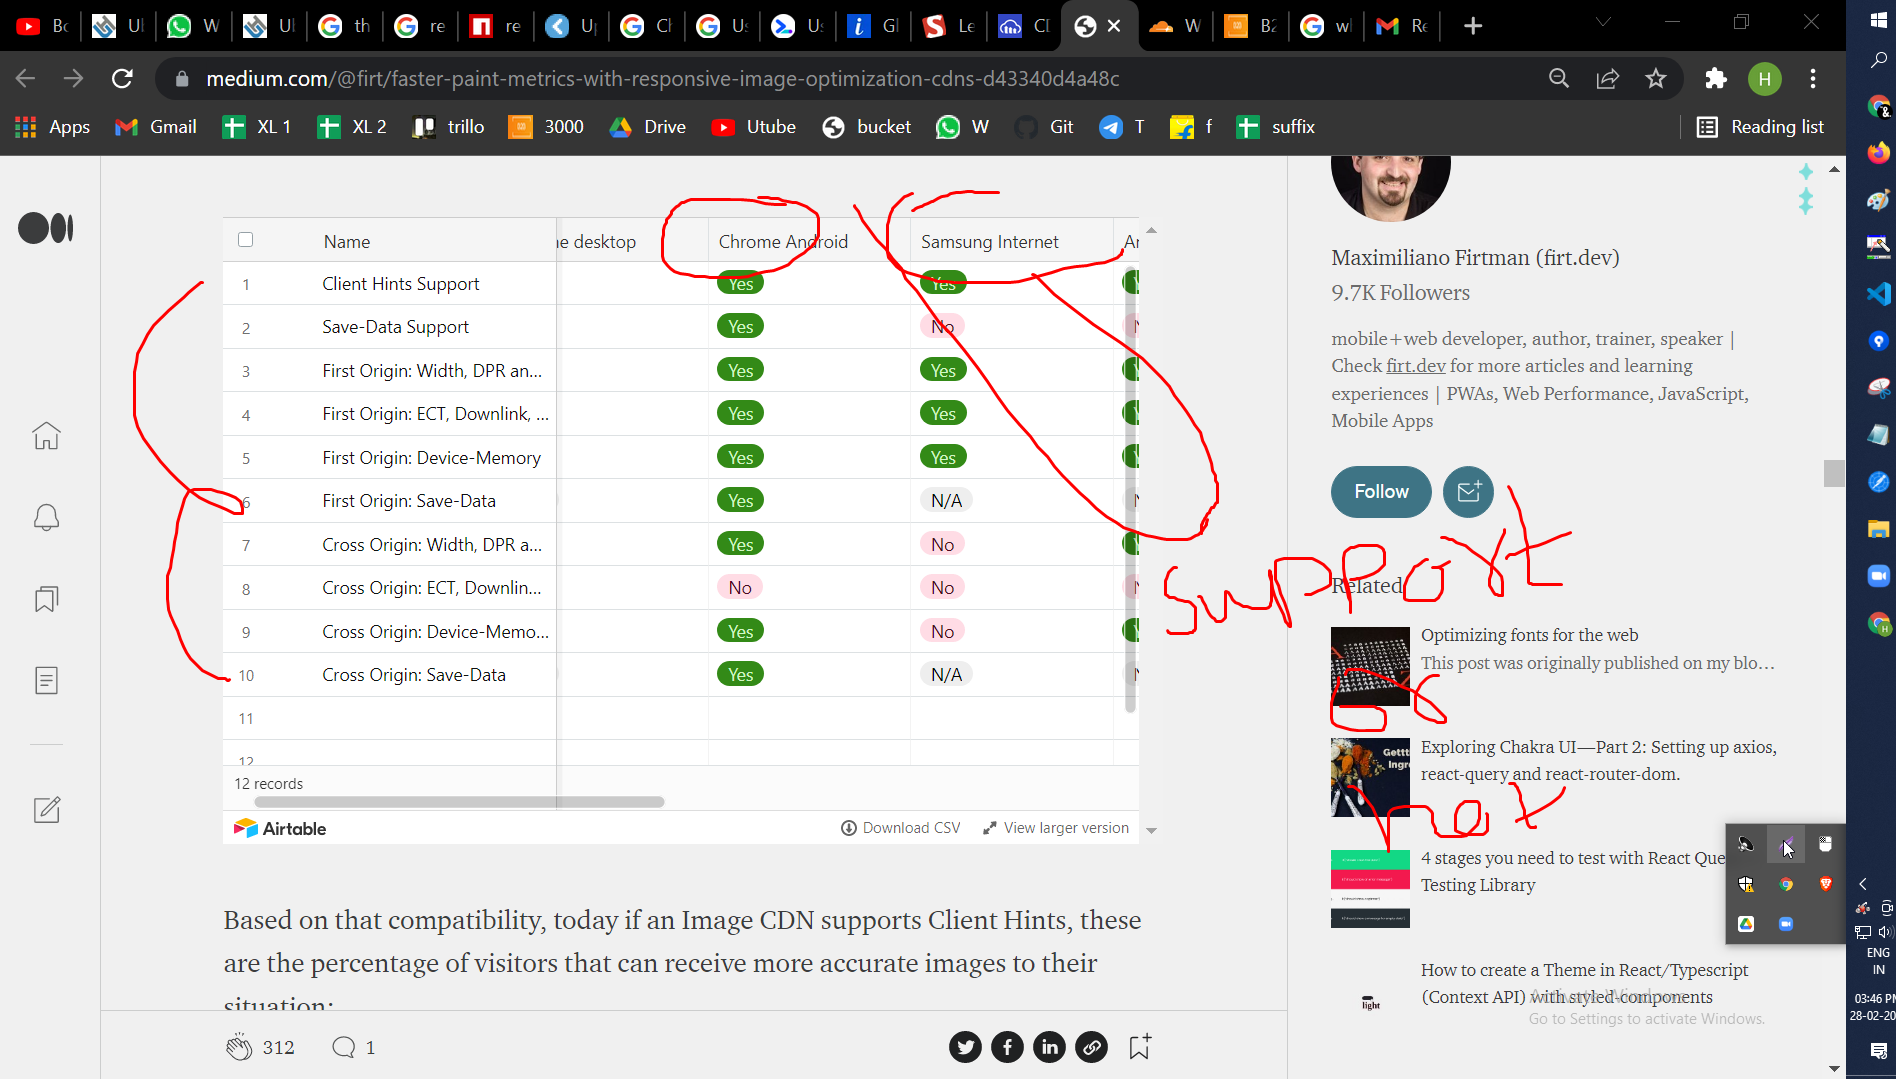 Bc
Ul
W
Ul
th
re
re
Up
Cl
Us
Us
Gl
Le
CD
W
B2
wl
Re
medium.com/@firt/faster-paint-metrics-with-responsive-image-optimization-cdns-d43340d4a48c
H
Apps
Gmail
XL 1
XL 2
trillo
3000
Drive
Utube
bucket
W
Git
T
f
suffix
Reading list
Name
ne desktop
Chrome Android
Samsung Internet
An
1 Client Hints Support Yes Yes
2 Save-Data Support Yes No
3 First Origin: Width, DPR an... Yes Yes
4 First Origin: ECT, Downlink, ... Yes Yes
5 First Origin: Device-Memory Yes Yes
6 First Origin: Save-Data Yes N/A
7 Cross Origin: Width, DPR a... Yes No
8 Cross Origin: ECT, Downlin... No No
9 Cross Origin: Device-Memo... Yes No
10 Cross Origin: Save-Data Yes N/A
11
12
12 records
Airtable
Download CSV
View larger version
Based on that compatibility, today if an Image CDN supports Client Hints, these
are the percentage of visitors that can receive more accurate images to their
situation:
312
1
Maximiliano Firtman (firt.dev)
9.7K Followers
mobile+web developer, author, trainer, speaker |
Check firt.dev for more articles and learning
experiences | PWAs, Web Performance, JavaScript,
Mobile Apps
Follow
support
Related
Optimizing fonts for the web
This post was originally published on my blo...
Exploring Chakra UI—Part 2: Setting up axios,
react-query and react-router-dom.
not
4 stages you need to test with React Que
Testing Library
How to create a Theme in React/Typescript
(Context API) with styled-components
light
Activate Windows
Go to Settings to activate Windows.
ENG
IN
03:46 PM
28-02-20